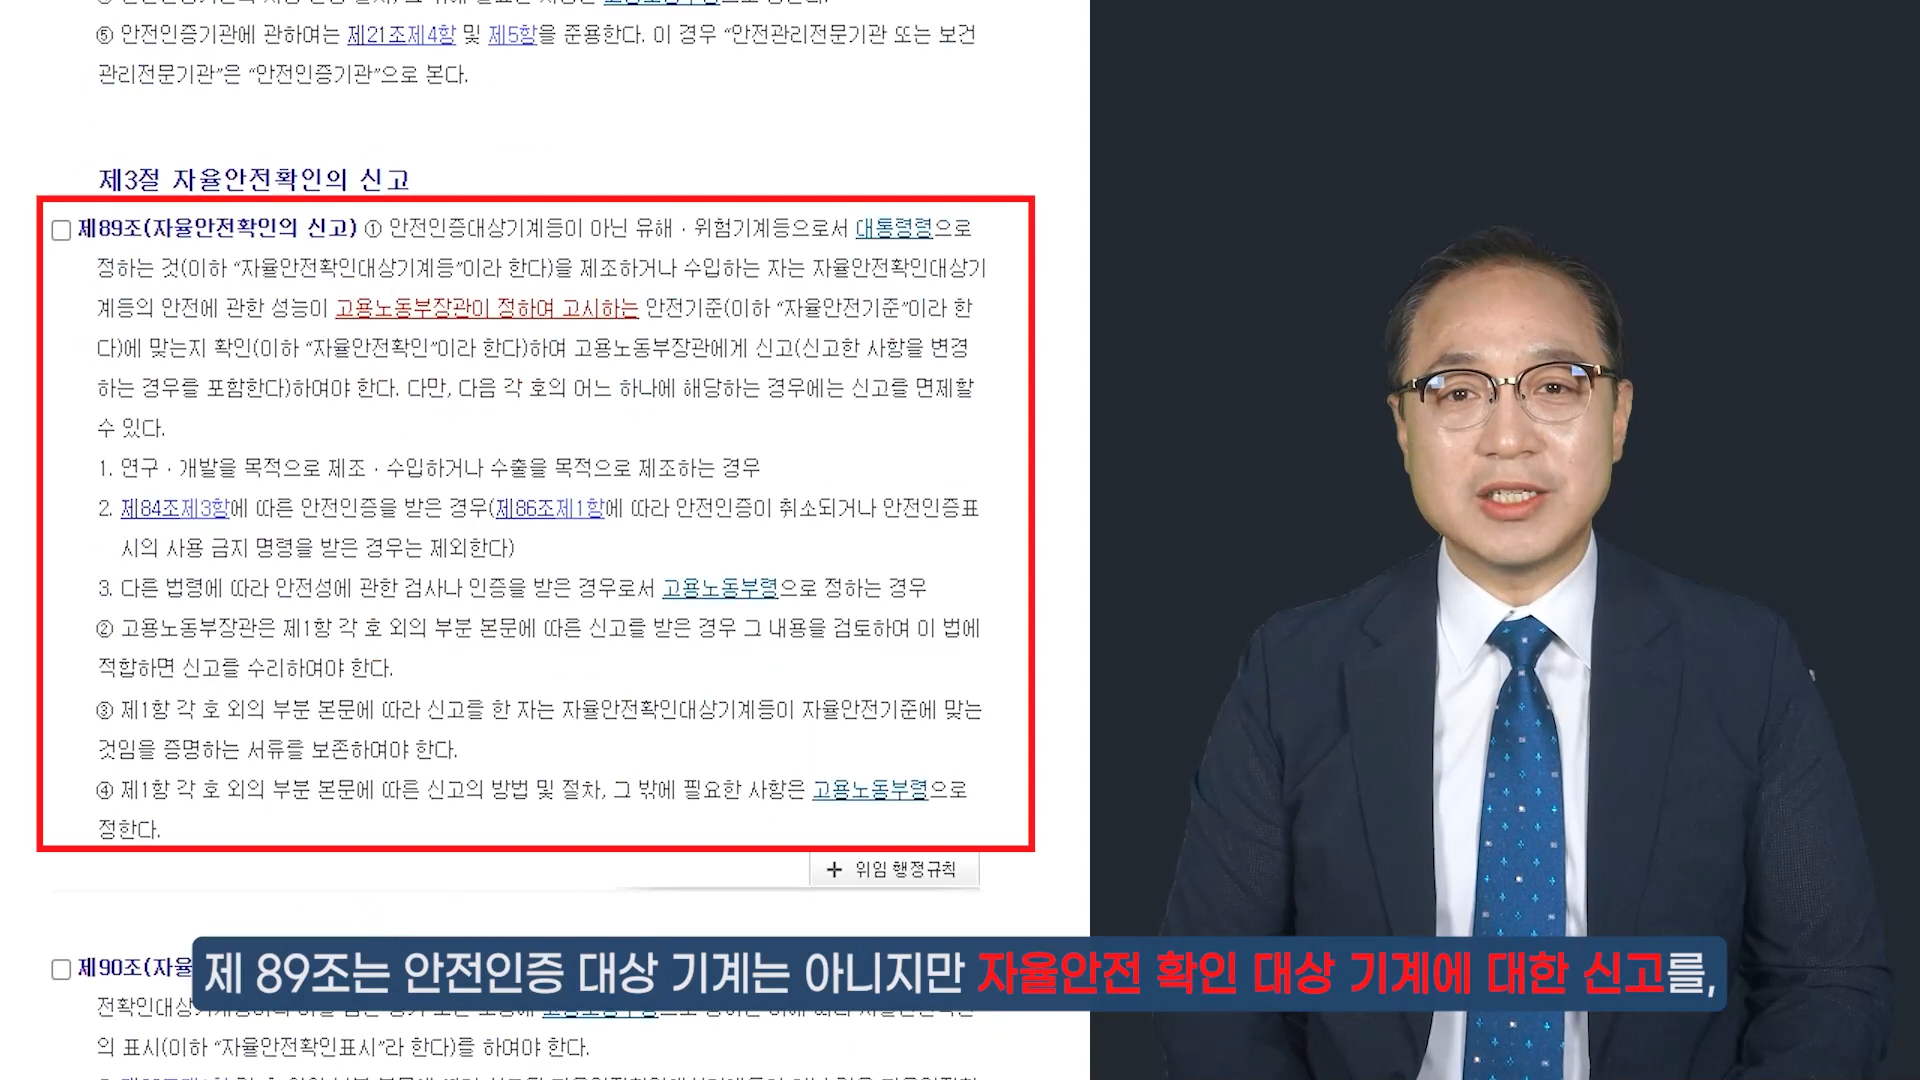 ⑤ 안전인증기관에 관하여는 제21조제4항 및 제5항을 준용한다. 이 경우 “안전관리전문기관 또는 보건
관리전문기관”은 “안전인증기관”으로 본다.
제3절 자율안전확인의 신고
제89조(자율안전확인의 신고) ① 안전인증대상기계등이 아닌 유해ㆍ위험기계등으로서 대통령령으로
정하는 것(이하 “자율안전확인대상기계등”이라 한다)을 제조하거나 수입하는 자는 자율안전확인대상기
계등의 안전에 관한 성능이 고용노동부장관이 정하여 고시하는 안전기준(이하 “자율안전기준”이라 한
다)에 맞는지 확인(이하 “자율안전확인”이라 한다)하여 고용노동부장관에게 신고(신고한 사항을 변경
하는 경우를 포함한다)하여야 한다. 다만, 다음 각 호의 어느 하나에 해당하는 경우에는 신고를 면제할
수 있다.
1. 연구ㆍ개발을 목적으로 제조ㆍ수입하거나 수출을 목적으로 제조하는 경우
2. 제84조제3항에 따른 안전인증을 받은 경우(제86조제1항에 따라 안전인증이 취소되거나 안전인증표
시의 사용 금지 명령을 받은 경우는 제외한다)
3. 다른 법령에 따라 안전성에 관한 검사나 인증을 받은 경우로서 고용노동부령으로 정하는 경우
② 고용노동부장관은 제1항 각 호 외의 부분 본문에 따른 신고를 받은 경우 그 내용을 검토하여 이 법에
적합하면 신고를 수리하여야 한다.
③ 제1항 각 호 외의 부분 본문에 따라 신고를 한 자는 자율안전확인대상기계등이 자율안전기준에 맞는
것임을 증명하는 서류를 보존하여야 한다.
④ 제1항 각 호 외의 부분 본문에 따른 신고의 방법 및 절차, 그 밖에 필요한 사항은 고용노동부령으로
정한다.
+ 위임 행정규칙
제90조(자율
제 89조는 안전인증 대상 기계는 아니지만 자율안전 확인 대상 기계에 대한 신고를,
전확인대상
의 표시(이하 “자율안전확인표시”라 한다)를 하여야 한다.